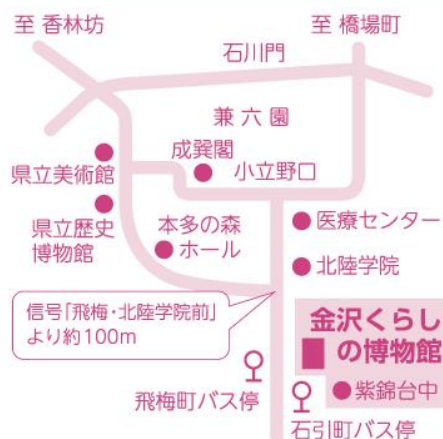 至 香林坊
至 橋場町
石川門
兼六園
成巽閣
小立野口
県立美術館
県立歴史
博物館
本多の森
ホール
医療センター
北陸学院
信号「飛梅・北陸学院前」
より約100m
金沢くらし
の博物館
紫錦台中
飛梅町バス停
石引町バス停